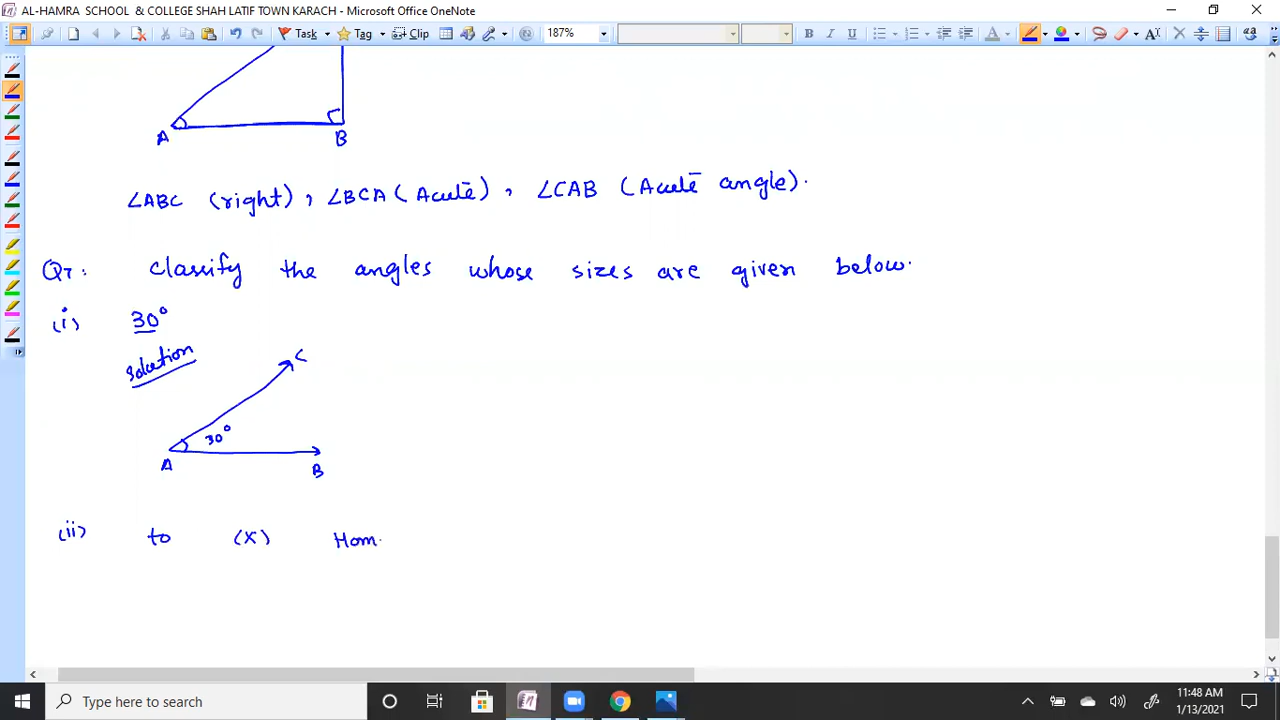 AL-HAMRA SCHOOL & COLLEGE SHAH LATIF TOWN KARACH - Microsoft Office OneNote
Task Tag Clip 187% B I U
A B
∠ABC (right), ∠BCA (Acute), ∠CAB (Acute angle).
Q7: Classify the angles whose sizes are given below.
(i) 30°
Solution
C
30°
A B
(ii) to (X) Hom
Type here to search
11:48 AM
1/13/2021